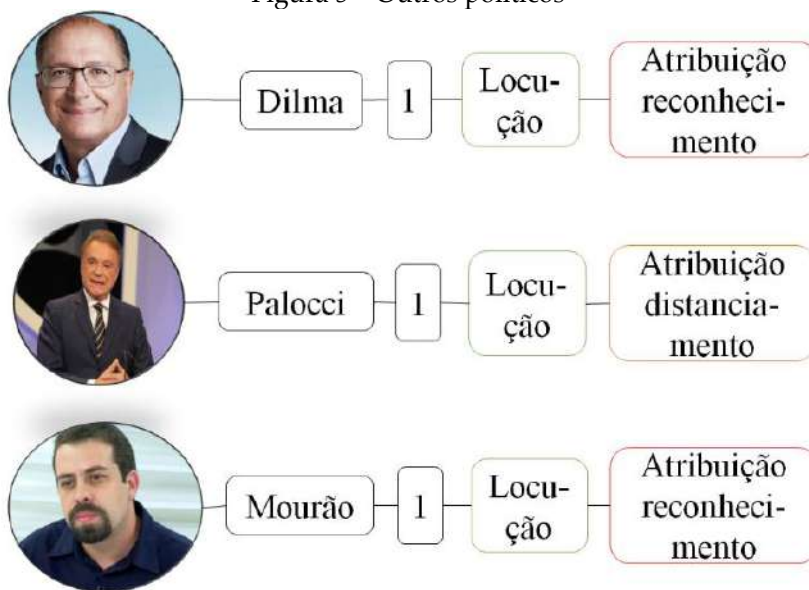 Figura 3 – Outros políticos
Dilma 1 Locu-
ção Atribuição
reconheci-
mento
Palocci 1 Locu-
ção Atribuição
distancia-
mento
Mourão 1 Locu-
ção Atribuição
reconheci-
mento